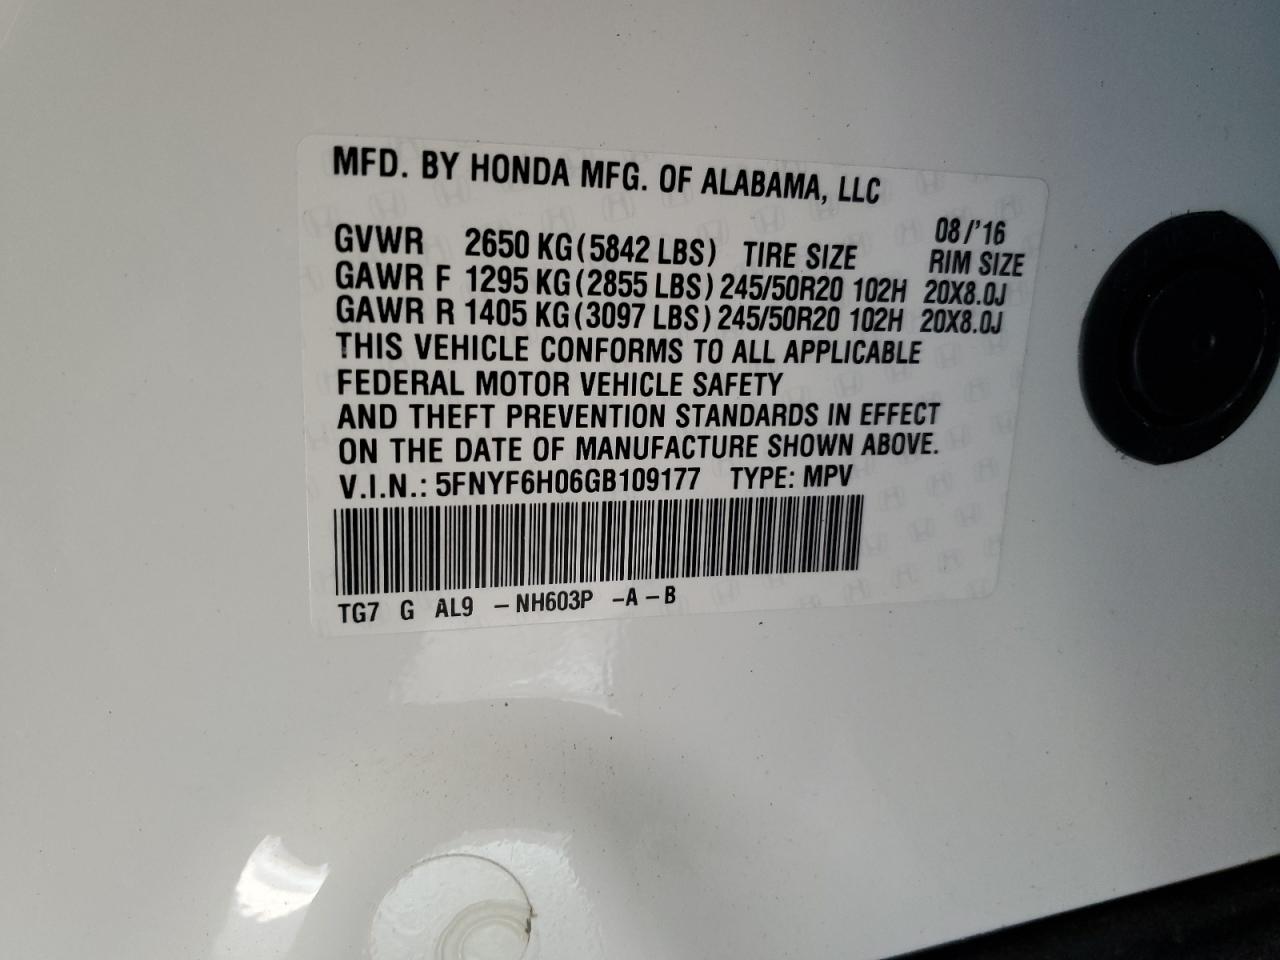 MFD. BY HONDA MFG. OF ALABAMA, LLC
08/'16
GVWR 2650 KG(5842 LBS) TIRE SIZE RIM SIZE
GAWR F 1295 KG(2855 LBS) 245/50R20 102H 20X8.0J
GAWR R 1405 KG(3097 LBS) 245/50R20 102H 20X8.0J
THIS VEHICLE CONFORMS TO ALL APPLICABLE
FEDERAL MOTOR VEHICLE SAFETY
AND THEFT PREVENTION STANDARDS IN EFFECT
ON THE DATE OF MANUFACTURE SHOWN ABOVE.
V.I.N.: 5FNYF6H06GB109177 TYPE: MPV
TG7 G AL9 -NH603P -A-B